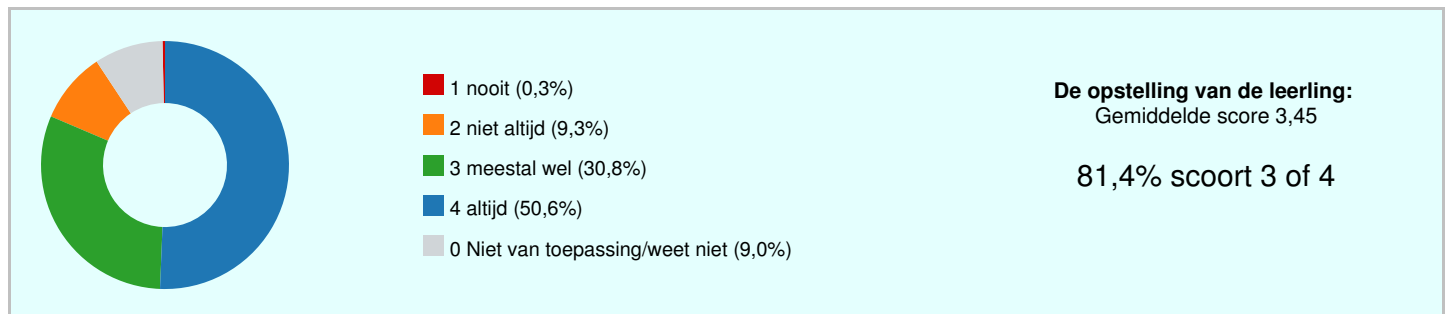 1 nooit (0,3%)
2 niet altijd (9,3%)
3 meestal wel (30,8%)
4 altijd (50,6%)
0 Niet van toepassing/weet niet (9,0%)
De opstelling van de leerling:
Gemiddelde score 3,45
81,4% scoort 3 of 4